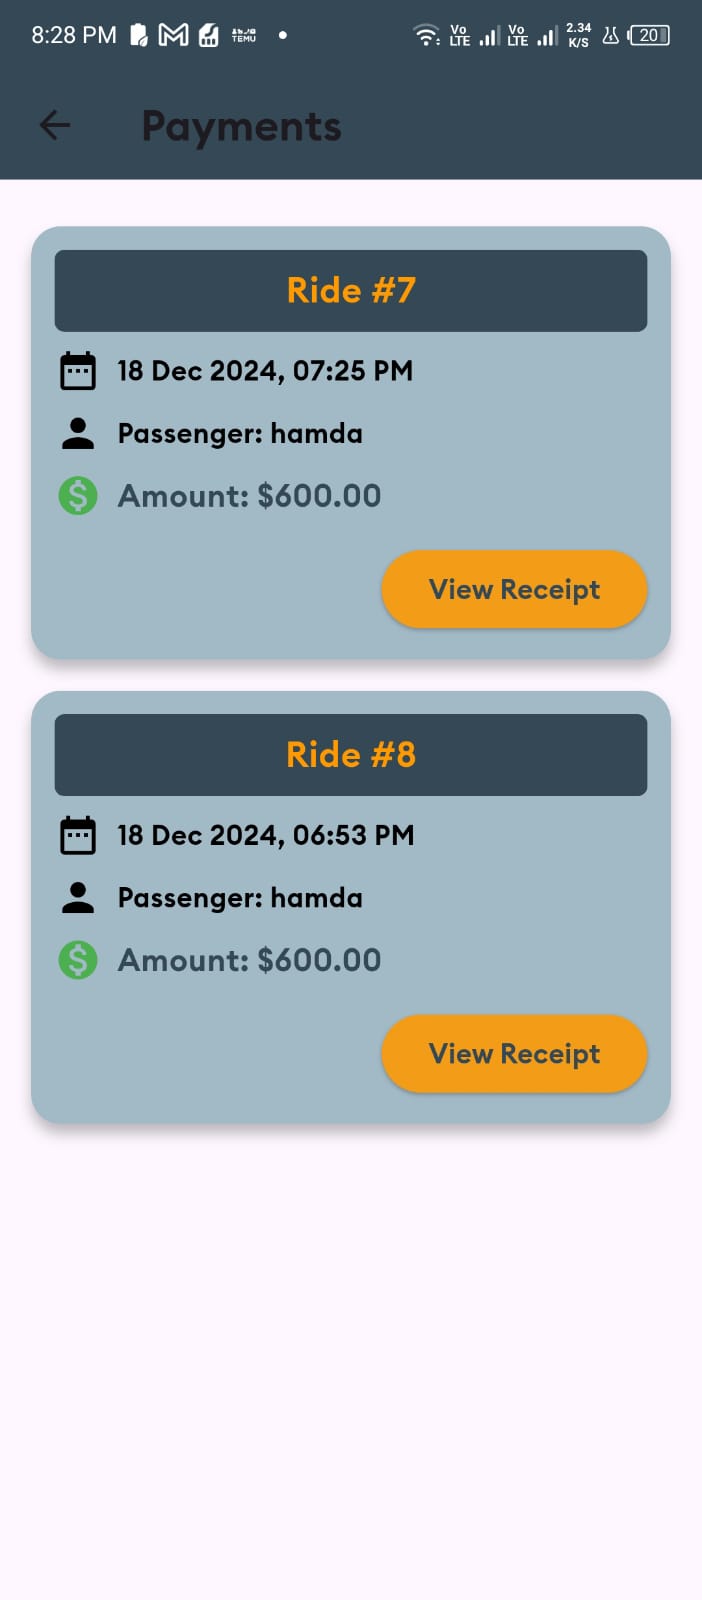 8:28 PM TEMU Vo LTE Vo LTE 2.34 K/S 20
Payments
Ride #7
18 Dec 2024, 07:25 PM
Passenger: hamda
Amount: $600.00
View Receipt
Ride #8
18 Dec 2024, 06:53 PM
Passenger: hamda
Amount: $600.00
View Receipt